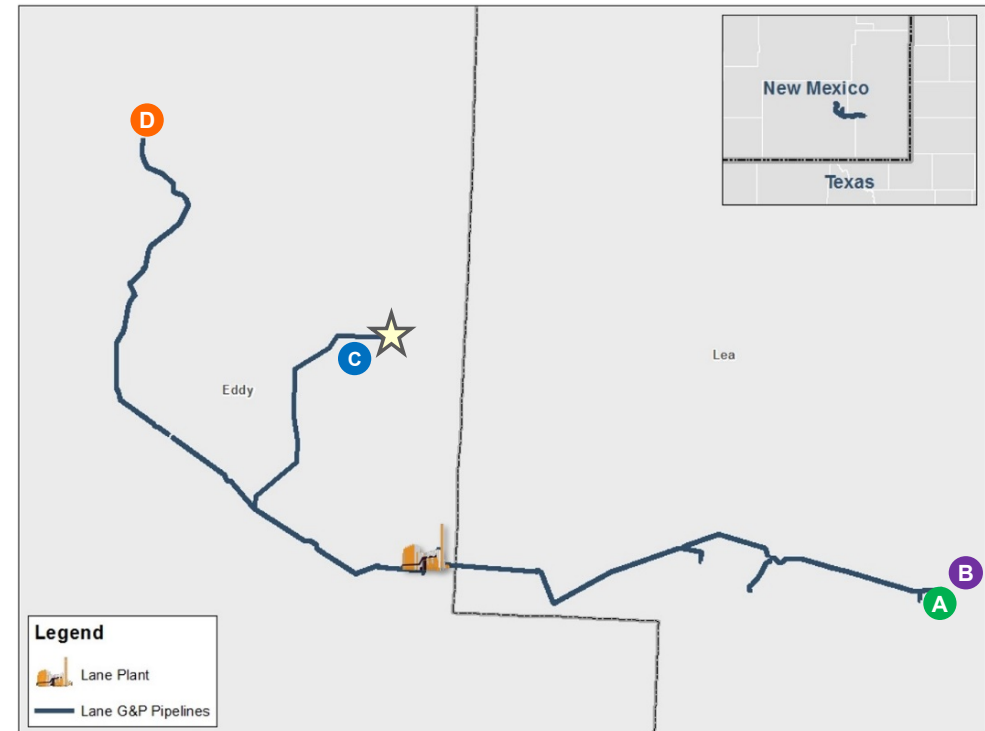 D
New Mexico
Texas
C
Lea
Eddy
B
A
Legend
Lane Plant
Lane G&P Pipelines